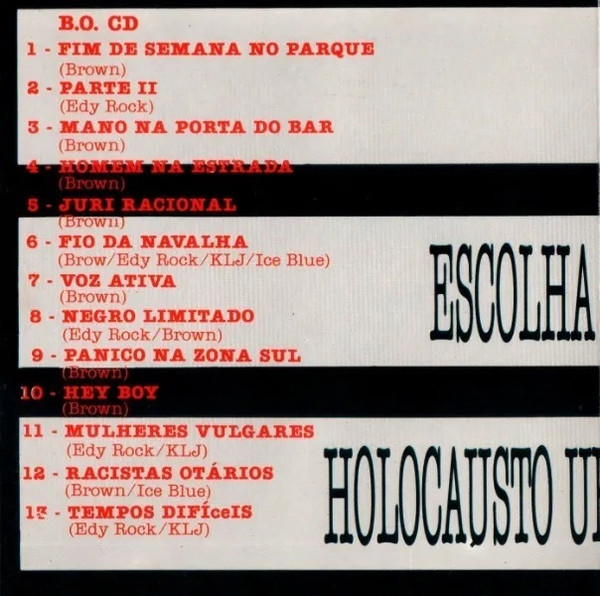 B.O. CD
1 - FIM DE SEMANA NO PARQUE
(Brown)
2 - PARTE II
(Edy Rock)
3 - MANO NA PORTA DO BAR
(Brown)
4 - HOMEM NA ESTRADA
(Brown)
5 - JURI RACIONAL
(Brown)
6 - FIO DA NAVALHA
(Brow/Edy Rock/KLJ/Ice Blue)
7 - VOZ ATIVA
(Brown)
8 - NEGRO LIMITADO
(Edy Rock/Brown)
9 - PANICO NA ZONA SUL
(Brown)
10 - HEY BOY
(Brown)
11 - MULHERES VULGARES
(Edy Rock/KLJ)
12 - RACISTAS OTÁRIOS
(Brown/Ice Blue)
13 - TEMPOS DIFíceIS
(Edy Rock/KLJ)
ESCOLHA
HOLOCAUSTO